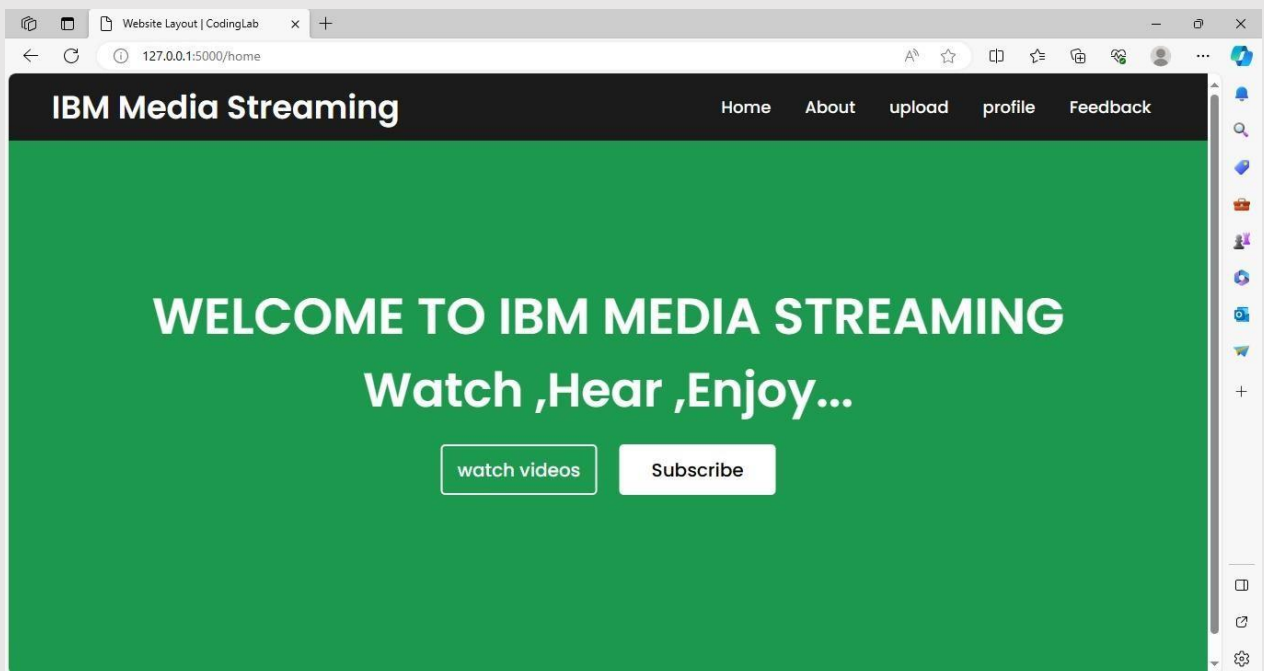 Website Layout | CodingLab
127.0.0.1:5000/home
IBM Media Streaming
Home About upload profile Feedback
WELCOME TO IBM MEDIA STREAMING
Watch ,Hear ,Enjoy...
watch videos Subscribe